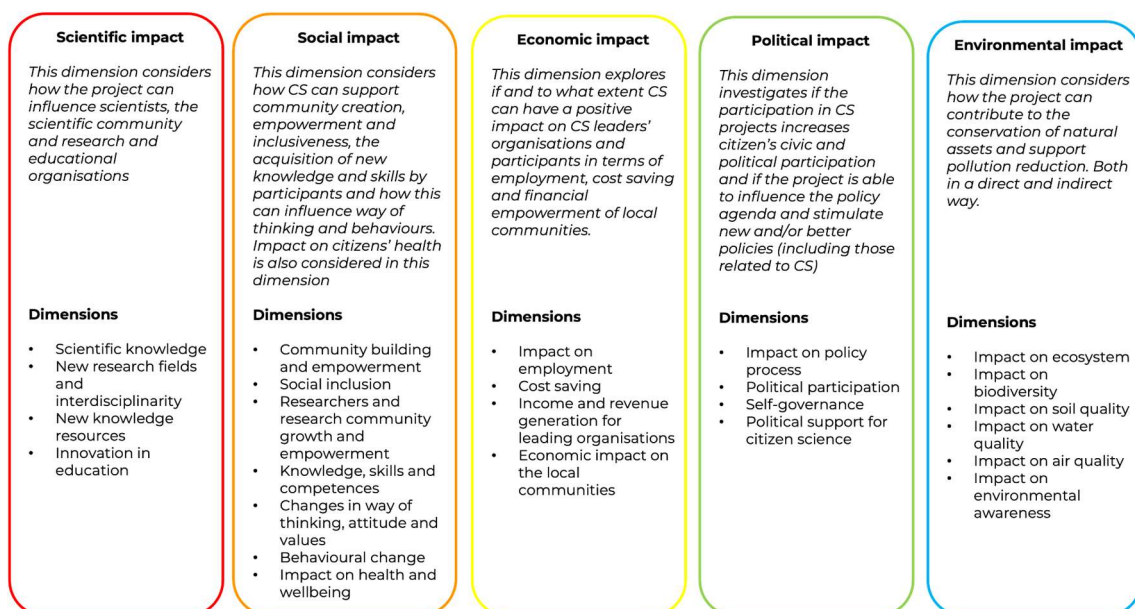 Scientific impact
This dimension considers
how the project can
influence scientists, the
scientific community
and research and
educational
organisations
Dimensions
• Scientific knowledge
• New research fields
and
interdisciplinarity
• New knowledge
resources
• Innovation in
education
Social impact
This dimension considers
how CS can support
community creation,
empowerment and
inclusiveness, the
acquisition of new
knowledge and skills by
participants and how this
can influence way of
thinking and behaviours.
Impact on citizens' health
is also considered in this
dimension
Dimensions
• Community building
and empowerment
• Social inclusion
• Researchers and
research community
growth and
empowerment
• Knowledge, skills and
competences
• Changes in way of
thinking, attitude and
values
• Behavioural change
• Impact on health and
wellbeing
Economic impact
This dimension explores
if and to what extent CS
can have a positive
impact on CS leaders'
organisations and
participants in terms of
employment, cost saving
and financial
empowerment of local
communities.
Dimensions
• Impact on
employment
• Cost saving
• Income and revenue
generation for
leading organisations
• Economic impact on
the local
communities
Political impact
This dimension
investigates if the
participation in CS
projects increases
citizen's civic and
political participation
and if the project is able
to influence the policy
agenda and stimulate
new and/or better
policies (including those
related to CS)
Dimensions
• Impact on policy
process
• Political participation
• Self-governance
• Political support for
citizen science
Environmental impact
This dimension considers
how the project can
contribute to the
conservation of natural
assets and support
pollution reduction. Both
in a direct and indirect
way.
Dimensions
• Impact on ecosystem
• Impact on
biodiversity
• Impact on soil quality
• Impact on water
quality
• Impact on air quality
• Impact on
environmental
awareness